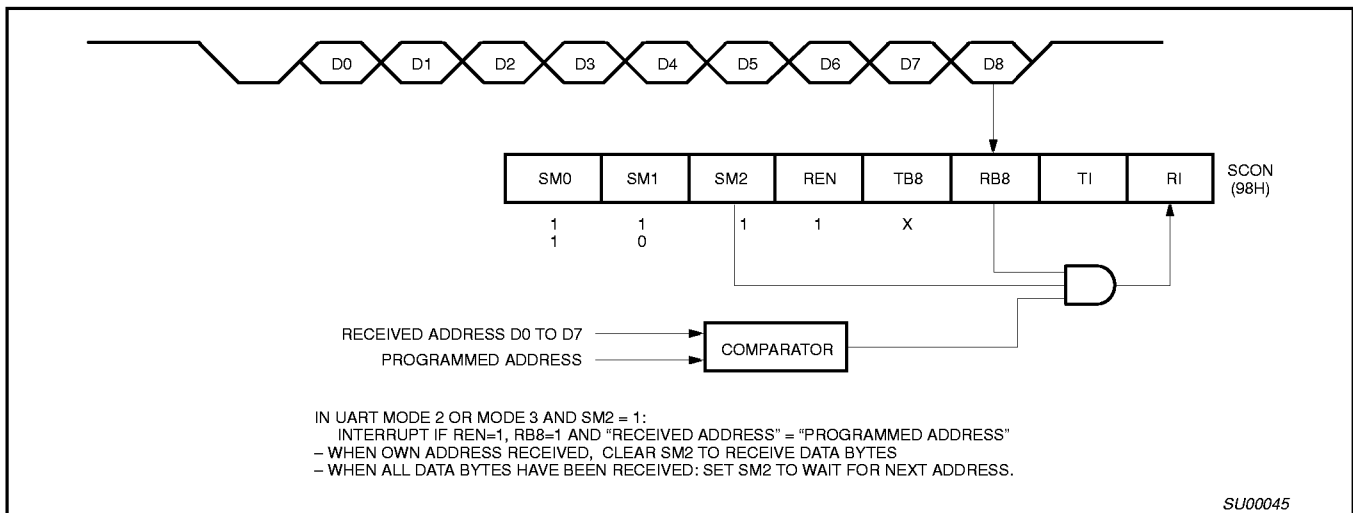 D0 D1 D2 D3 D4 D5 D6 D7 D8
SM0 SM1 SM2 REN TB8 RB8 TI RI
SCON
(98H)
1 1 1 1 X
1 0
RECEIVED ADDRESS D0 TO D7
PROGRAMMED ADDRESS
COMPARATOR
IN UART MODE 2 OR MODE 3 AND SM2 = 1:
INTERRUPT IF REN=1, RB8=1 AND “RECEIVED ADDRESS” = “PROGRAMMED ADDRESS”
– WHEN OWN ADDRESS RECEIVED, CLEAR SM2 TO RECEIVE DATA BYTES
– WHEN ALL DATA BYTES HAVE BEEN RECEIVED: SET SM2 TO WAIT FOR NEXT ADDRESS.
SU00045